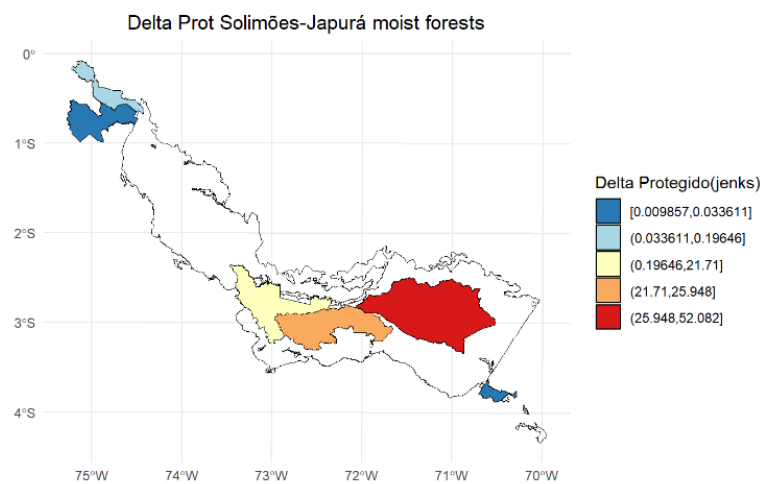 Delta Prot Solimões-Japurá moist forests
0°
1°S
2°S
3°S
4°S
75°W 74°W 73°W 72°W 71°W 70°W
Delta Protegido(jenks)
[0.009857,0.033611]
(0.033611,0.19646]
(0.19646,21.71]
(21.71,25.948]
(25.948,52.082]